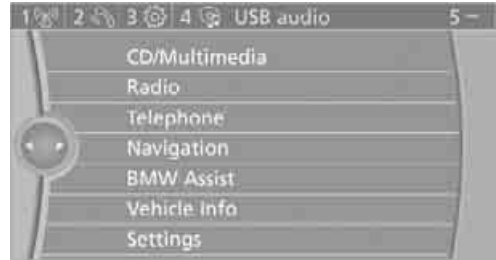 1 2 3 4 USB audio 5 –
CD/Multimedia
Radio
Telephone
Navigation
BMW Assist
Vehicle Info
Settings